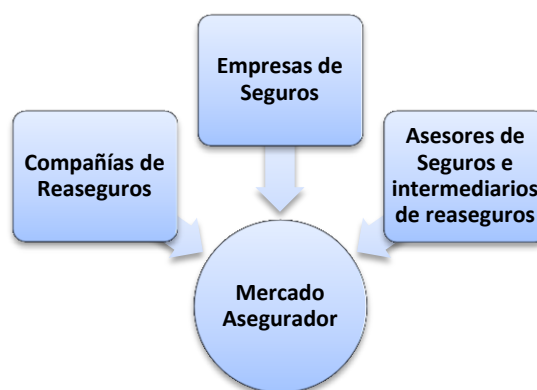 Empresas de
Seguros
Compañías de
Reaseguros
Asesores de
Seguros e
intermediarios
de reaseguros
Mercado
Asegurador